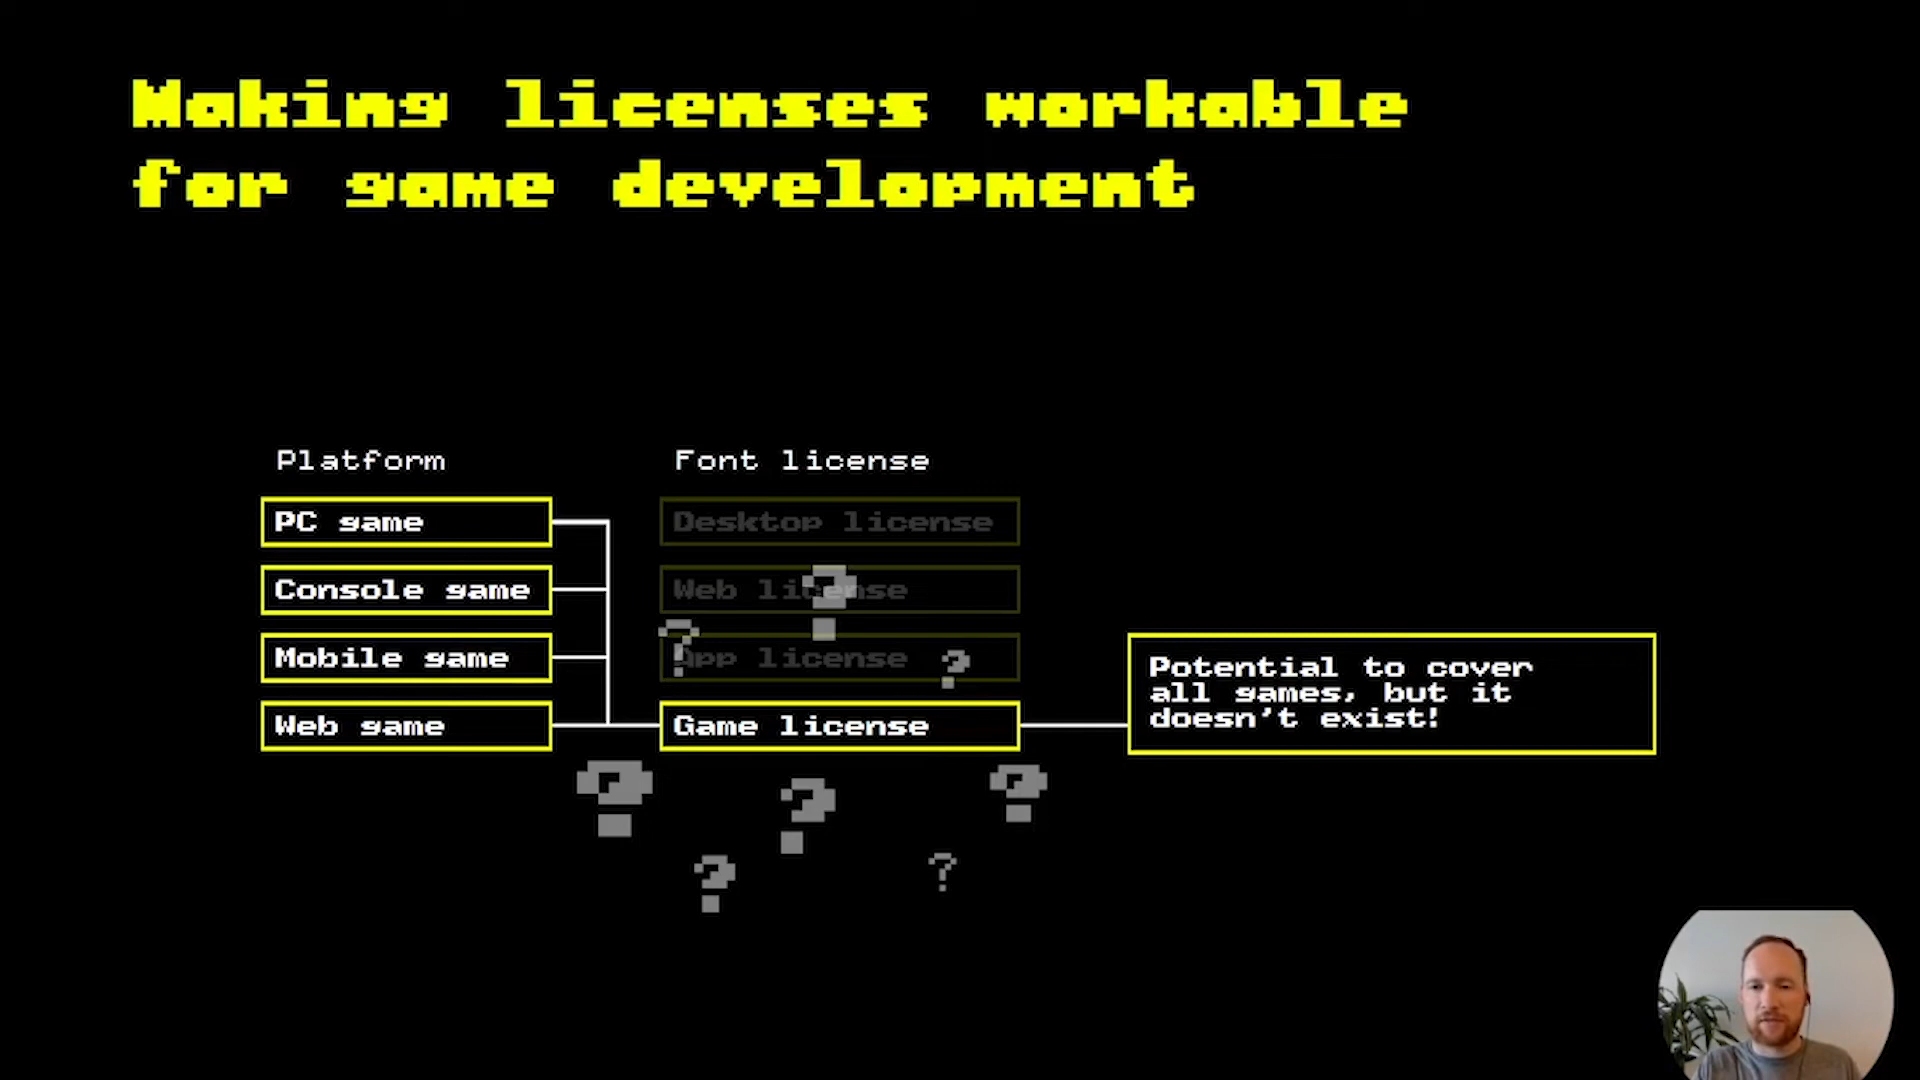 Making licenses workable
for game development
Platform
Font license
PC game
Desktop license
Console game
Web license
Mobile game
App license
Web game
Game license
Potential to cover
all games, but it
doesn't exist!
?
?
?
?
?
?
?
?